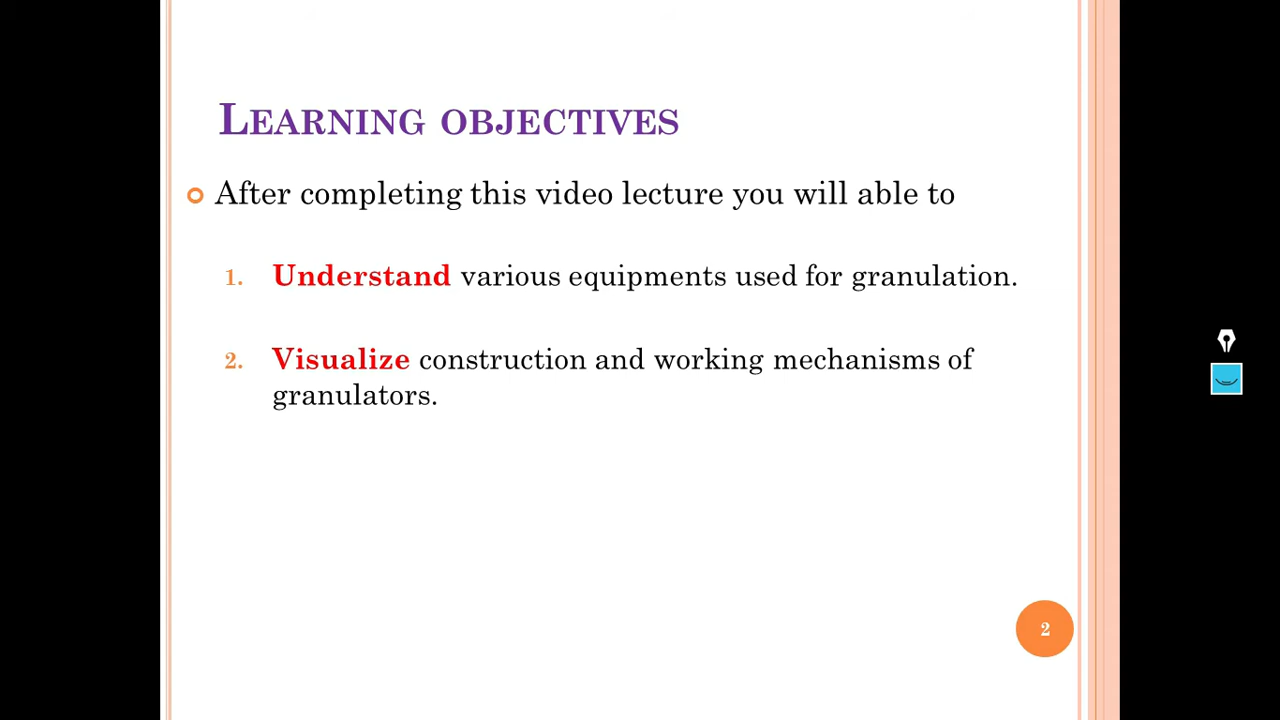 LEARNING OBJECTIVES
After completing this video lecture you will able to
1. Understand various equipments used for granulation.
2. Visualize construction and working mechanisms of
granulators.
2